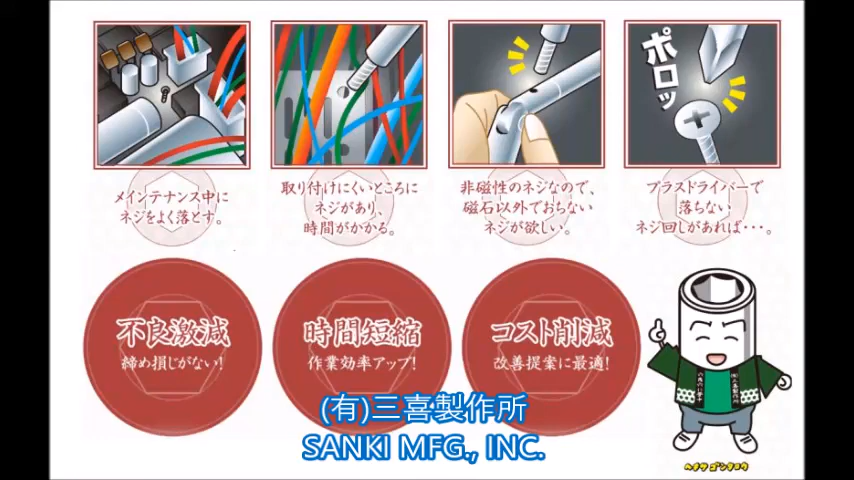 ポロッ
メインテナンス中に
ネジをよく落とす。
取り付けにくいところに
ネジがあり、
時間がかかる。
非磁性のネジなので、
磁石以外でおちない
ネジが欲しい。
プラスドライバーで
落ちない
ネジ回しがあれば･･･。
不良激減
締め損じがない!
時間短縮
作業効率アップ!
コスト削減
改善提案に最適!
(有)三喜製作所
SANKI MFG., INC.